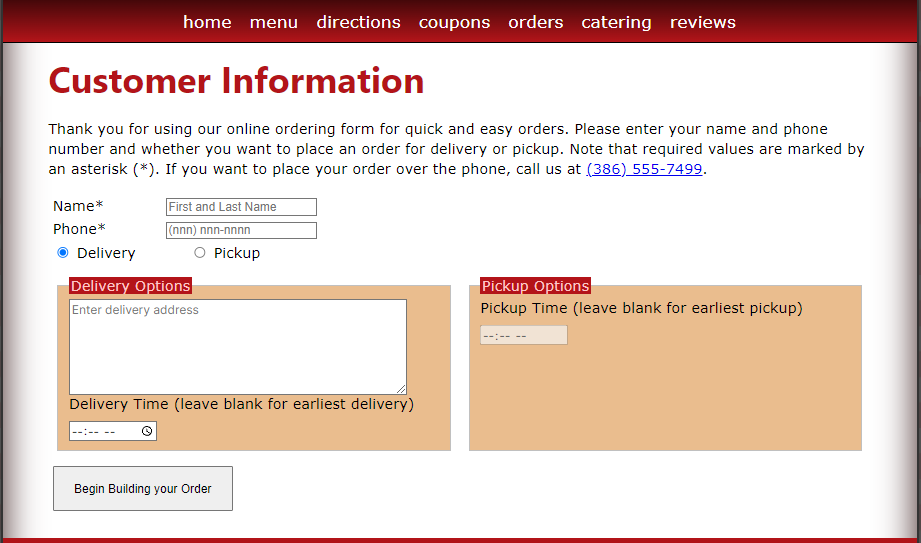 home menu directions coupons orders catering reviews
Customer Information
Thank you for using our online ordering form for quick and easy orders. Please enter your name and phone
number and whether you want to place an order for delivery or pickup. Note that required values are marked by
an asterisk (*). If you want to place your order over the phone, call us at (386) 555-7499.
Name* First and Last Name
Phone* (nnn) nnn-nnnn
Delivery Pickup
Delivery Options
Enter delivery address
Delivery Time (leave blank for earliest delivery)
--:-- --
Pickup Options
Pickup Time (leave blank for earliest pickup)
--:-- --
Begin Building your Order